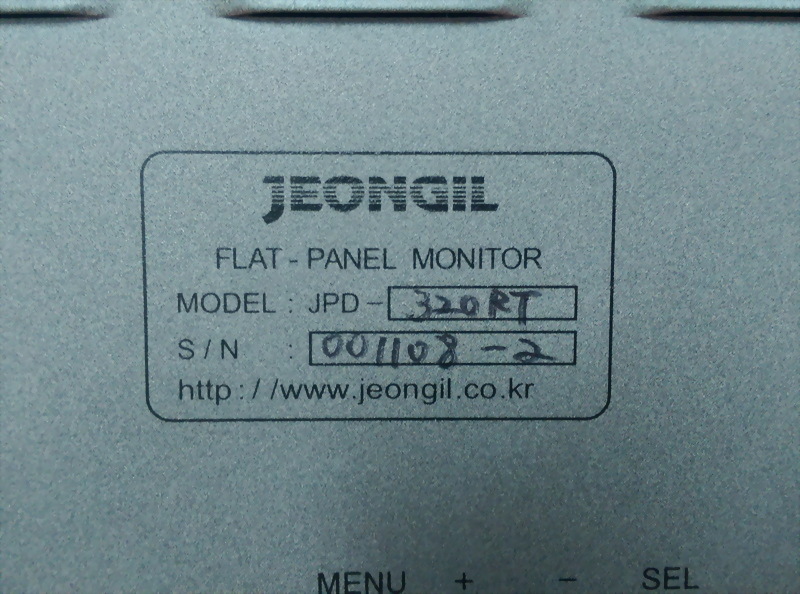 JEONGIL
FLAT-PANEL MONITOR
MODEL : JPD-320RT
S/N : 001108-2
http://www.jeongil.co.kr
MENU + - SEL